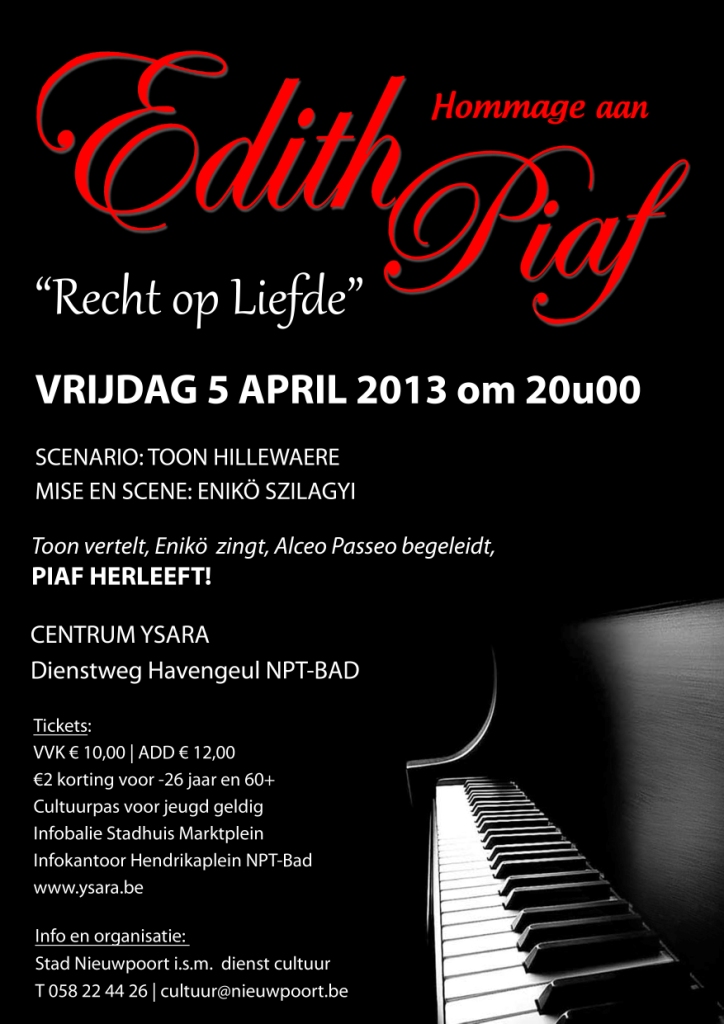 Hommage aan
Edith Piaf
“Recht op Liefde”
VRIJDAG 5 APRIL 2013 om 20u00
SCENARIO: TOON HILLEWAERE
MISE EN SCENE: ENIKÖ SZILAGYI
Toon vertelt, Enikö zingt, Alceo Passeo begeleidt,
PIAF HERLEEFT!
CENTRUM YSARA
Dienstweg Havengeul NPT-BAD
Tickets:
VVK € 10,00 | ADD € 12,00
€2 korting voor -26 jaar en 60+
Cultuurpas voor jeugd geldig
Infobalie Stadhuis Marktplein
Infokantoor Hendrikaplein NPT-Bad
www.ysara.be
Info en organisatie:
Stad Nieuwpoort i.s.m. dienst cultuur
T 058 22 44 26 | cultuur@nieuwpoort.be